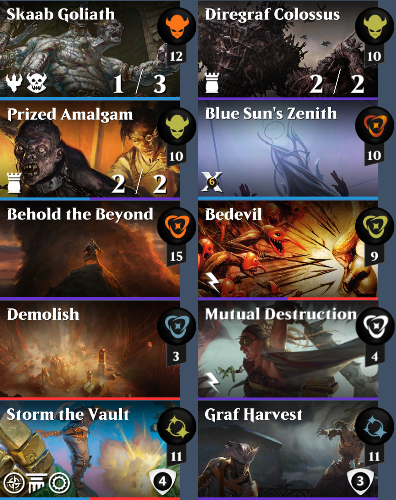 Skaab Goliath
12
1 / 3
Diregraf Colossus
10
2 / 2
Prized Amalgam
10
2 / 2
Blue Sun's Zenith
10
X 6
Behold the Beyond
15
Bedevil
9
Demolish
3
Mutual Destruction
4
Storm the Vault
11
4
Graf Harvest
11
3